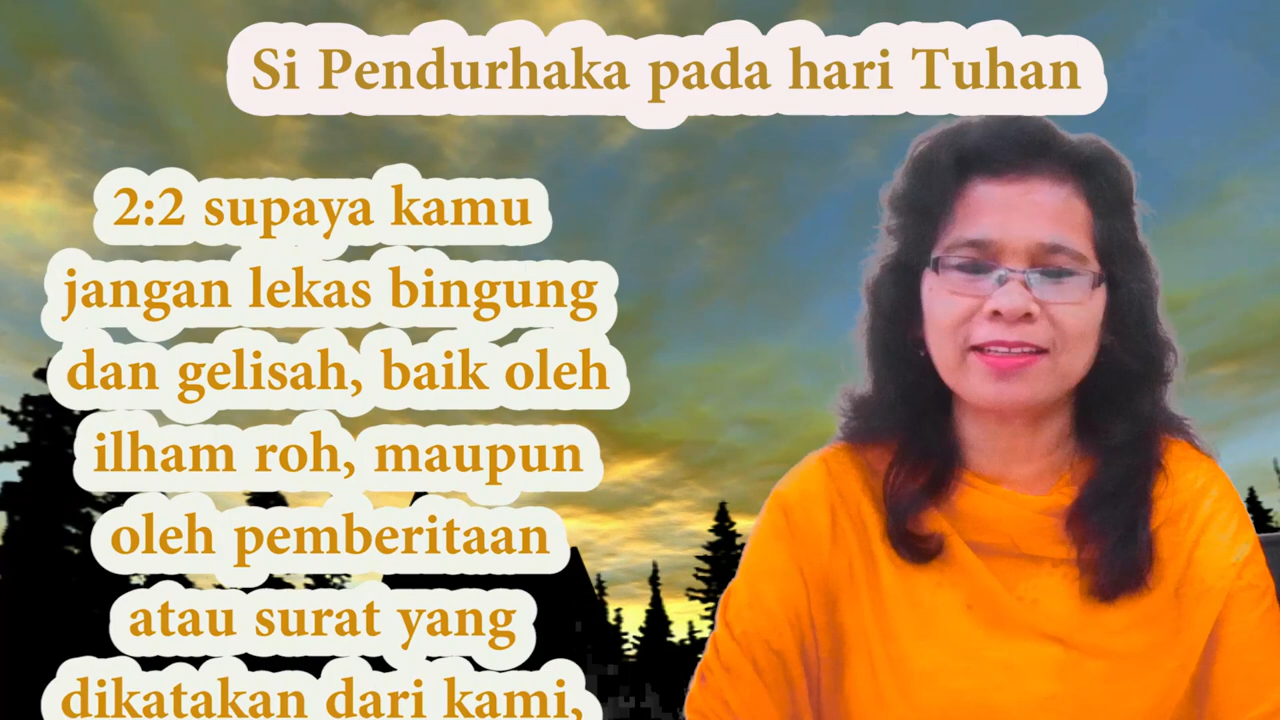 Si Pendurhaka pada hari Tuhan
2:2 supaya kamu
jangan lekas bingung
dan gelisah, baik oleh
ilham roh, maupun
oleh pemberitaan
atau surat yang
dikatakan dari kami,